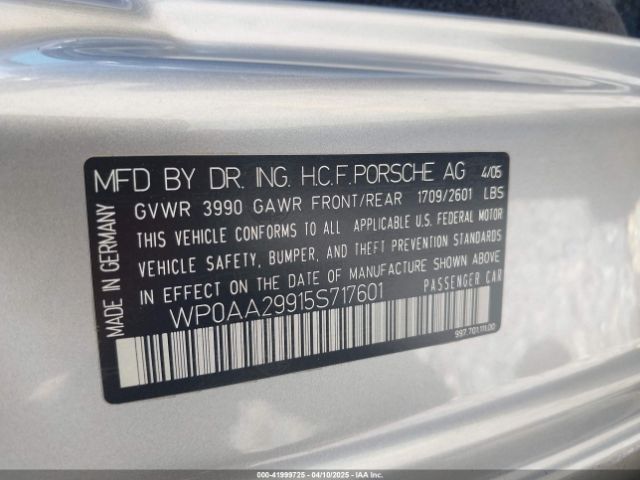 MFD BY DR. ING. H.C.F. PORSCHE AG 4/05
GVWR 3990 GAWR FRONT/REAR 1709/2601 LBS
THIS VEHICLE CONFORMS TO ALL APPLICABLE U.S. FEDERAL MOTOR
VEHICLE SAFETY, BUMPER, AND THEFT PREVENTION STANDARDS
IN EFFECT ON THE DATE OF MANUFACTURE SHOWN ABOVE
WP0AA29915S717601 PASSENGER CAR
997.701.111.00
MADE IN GERMANY
000-41999725 - 04/10/2025 - IAAI.COM